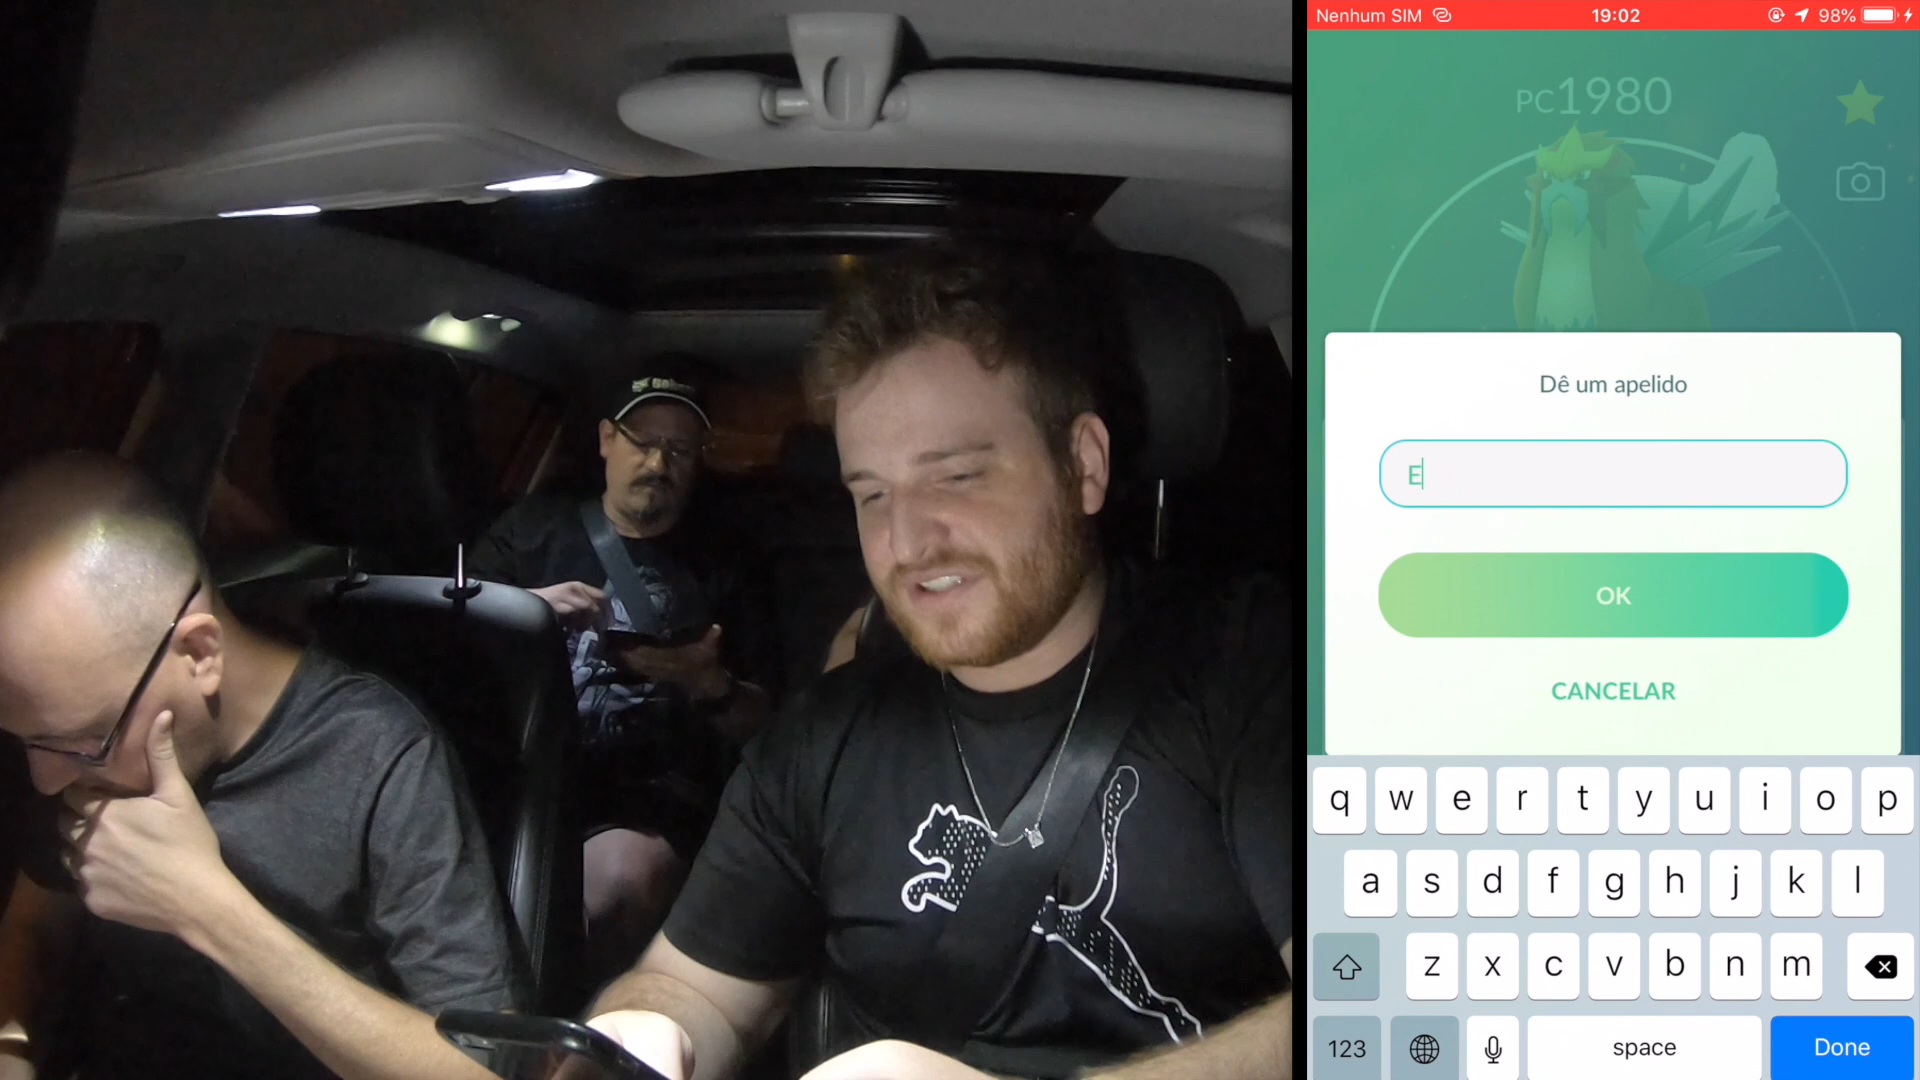 Nenhum SIM 19:02 98%
PC1980
Dê um apelido
E
OK
CANCELAR
q w e r t y u i o p
a s d f g h j k l
z x c v b n m
123 space Done